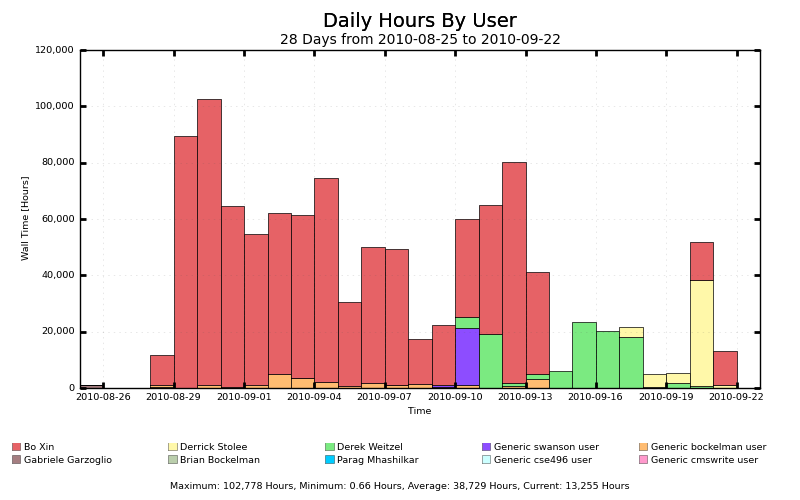 Daily Hours By User
28 Days from 2010-08-25 to 2010-09-22
120,000
100,000
80,000
60,000
40,000
20,000
0
Wall Time [Hours]
2010-08-26 2010-08-29 2010-09-01 2010-09-04 2010-09-07 2010-09-10 2010-09-13 2010-09-16 2010-09-19 2010-09-22
Time
Bo Xin Derrick Stolee Derek Weitzel Generic swanson user Generic bockelman user
Gabriele Garzoglio Brian Bockelman Parag Mhashilkar Generic cse496 user Generic cmswrite user
Maximum: 102,778 Hours, Minimum: 0.66 Hours, Average: 38,729 Hours, Current: 13,255 Hours